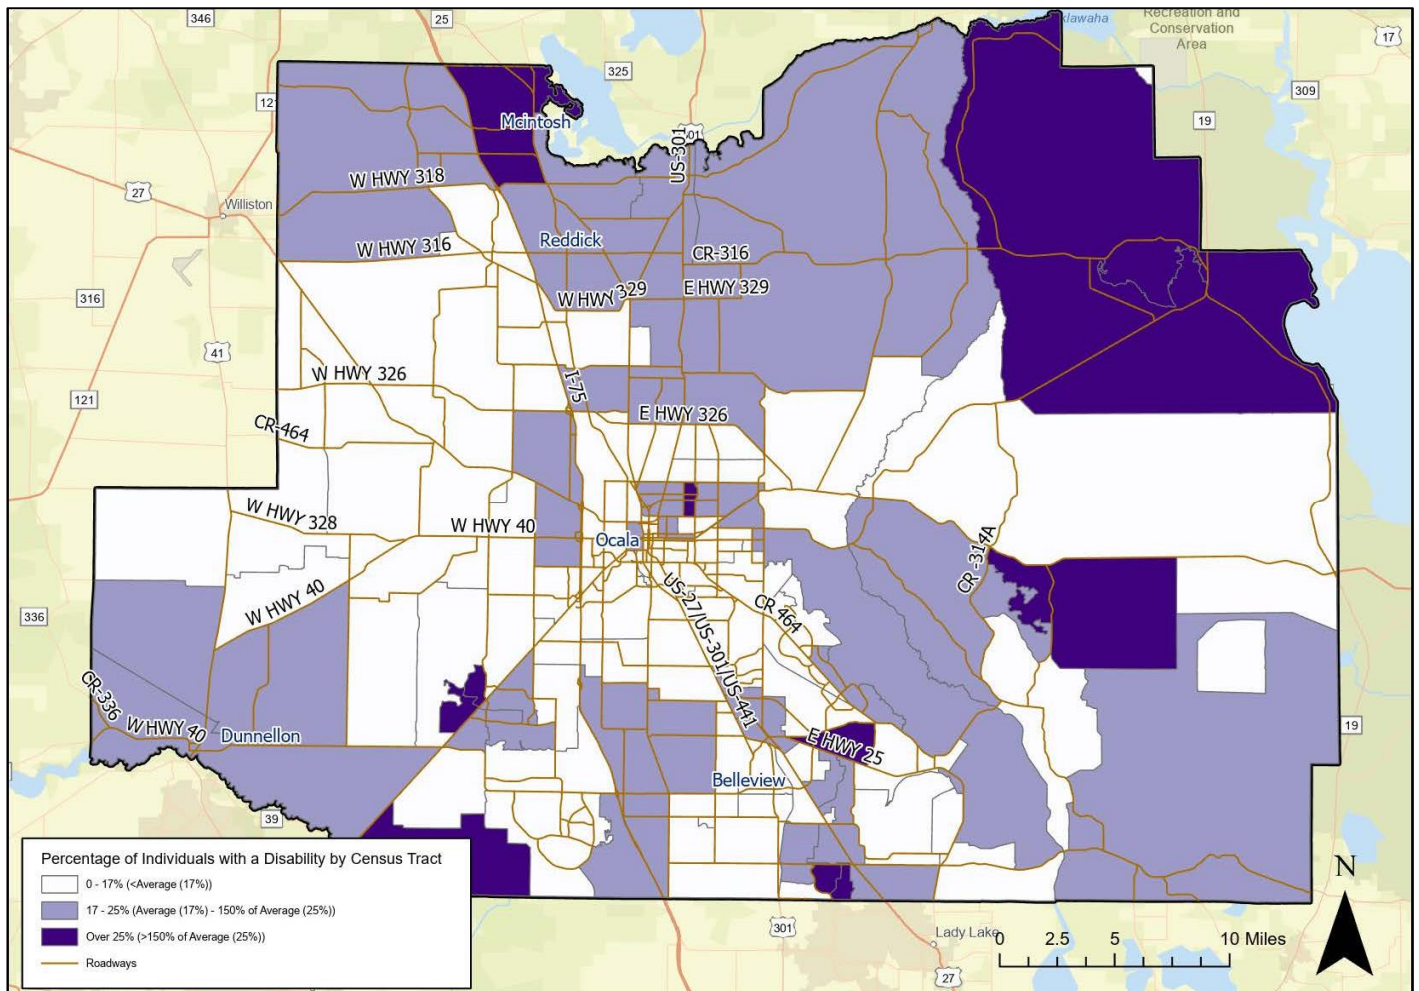 346
25
klawaha
Recreation and
Conservation
Area
17
325
309
121
19
Mcintosh
US-301
W HWY 318
27
Williston
Reddick
W HWY 316
CR-316
316
W HWY 329
E HWY 329
41
I-75
W HWY 326
121
E HWY 326
CR-464
W HWY 328
W HWY 40
Ocala
CR -314A
W HWY 40
US-27/US-301/US-441
CR 464
336
CR-336
W HWY 40
Dunnellon
E HWY 25
19
Belleview
39
Percentage of Individuals with a Disability by Census Tract
0 - 17% (<Average (17%))
17 - 25% (Average (17%) - 150% of Average (25%))
Over 25% (>150% of Average (25%))
Roadways
301
Lady Lake
27
0 2.5 5 10 Miles
N